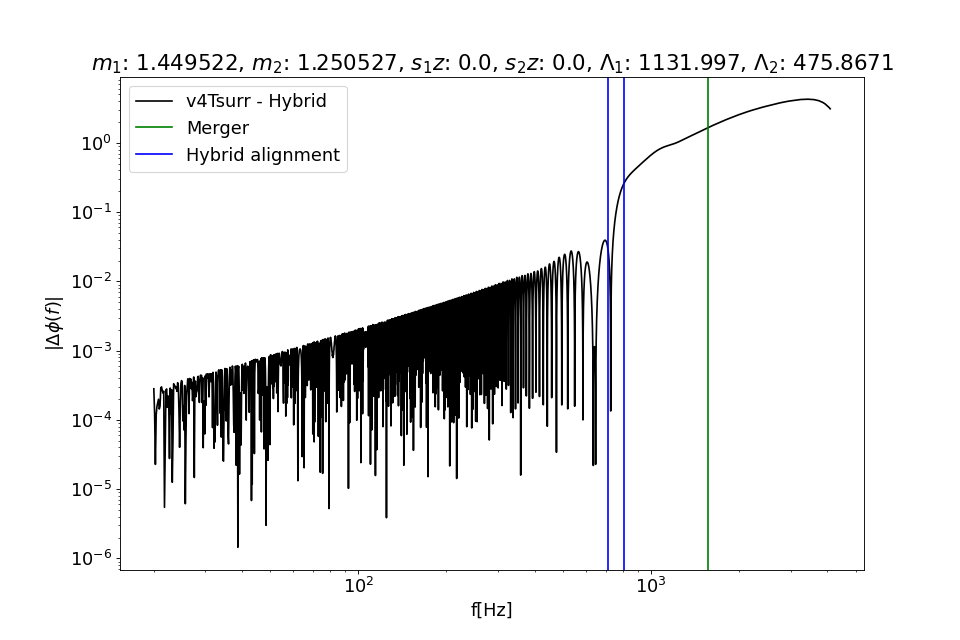 m₁: 1.449522, m₂: 1.250527, s₁z: 0.0, s₂z: 0.0, Λ₁: 1131.997, Λ₂: 475.8671
v4Tsurr - Hybrid
Merger
Hybrid alignment
10⁰
10⁻¹
10⁻²
10⁻³
10⁻⁴
10⁻⁵
10⁻⁶
|Δϕ(f)|
10² 10³
f[Hz]